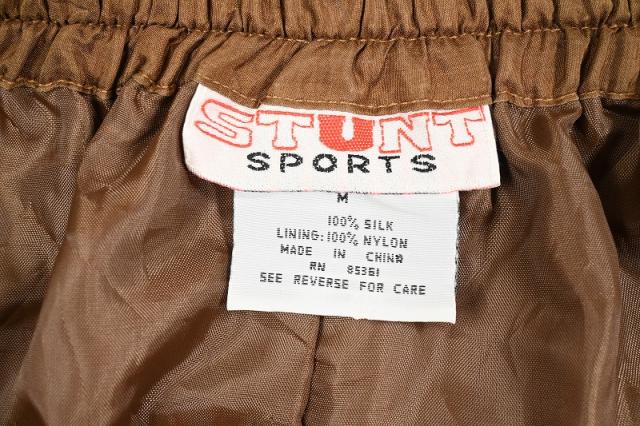 STUNT
SPORTS
M
100% SILK
LINING: 100% NYLON
MADE IN CHINA
RN 85361
SEE REVERSE FOR CARE